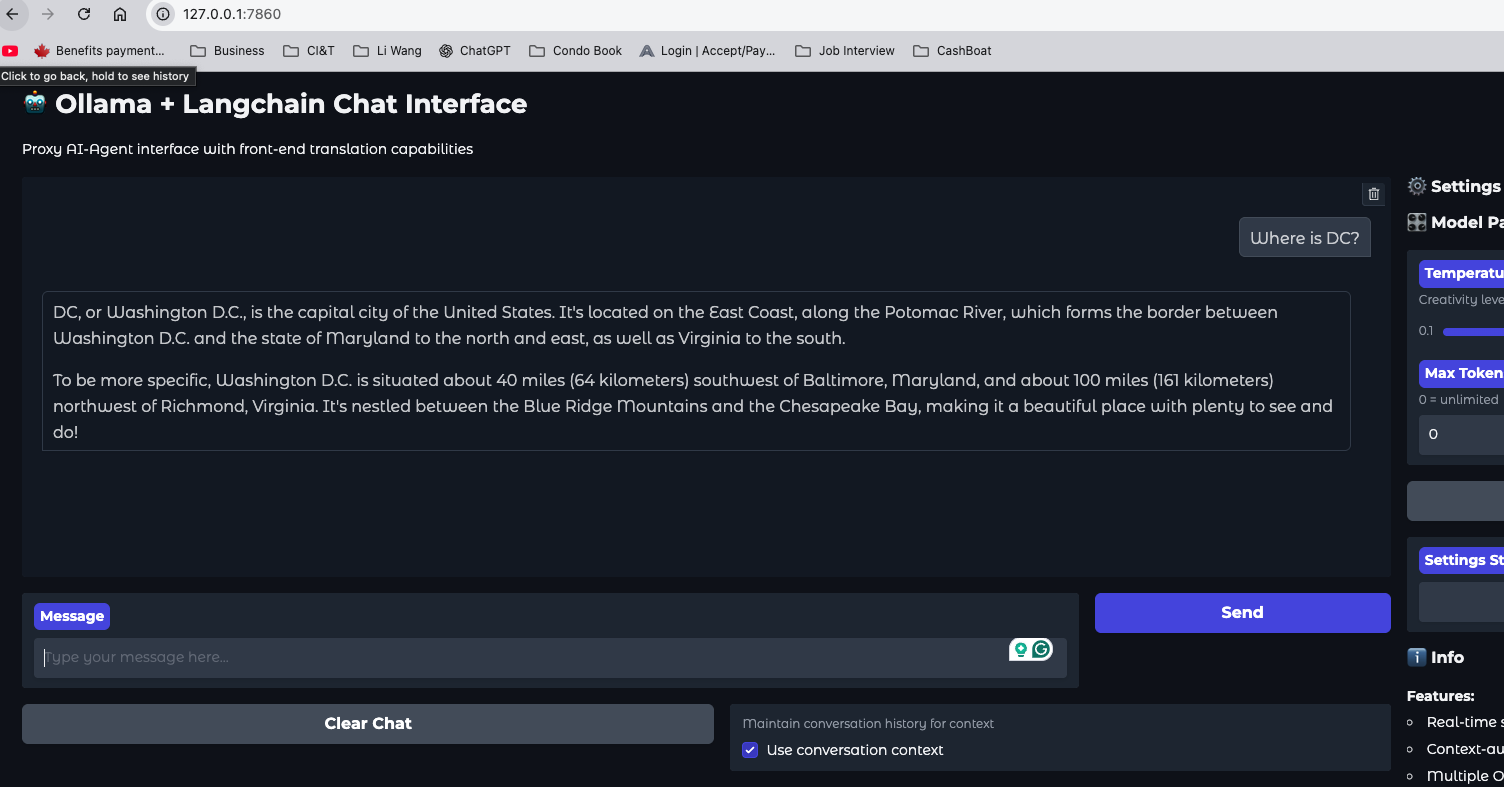 127.0.0.1:7860
Benefits payment... Business CI&T Li Wang ChatGPT Condo Book Login | Accept/Pay... Job Interview CashBoat
Click to go back, hold to see history
Ollama + Langchain Chat Interface
Proxy AI-Agent interface with front-end translation capabilities
Where is DC?
DC, or Washington D.C., is the capital city of the United States. It's located on the East Coast, along the Potomac River, which forms the border between
Washington D.C. and the state of Maryland to the north and east, as well as Virginia to the south.
To be more specific, Washington D.C. is situated about 40 miles (64 kilometers) southwest of Baltimore, Maryland, and about 100 miles (161 kilometers)
northwest of Richmond, Virginia. It's nestled between the Blue Ridge Mountains and the Chesapeake Bay, making it a beautiful place with plenty to see and
do!
Message
Type your message here...
Send
Clear Chat
Maintain conversation history for context
Use conversation context
Settings
Model Pa
Temperatu
Creativity leve
0.1
Max Token
0 = unlimited
0
Settings St
Info
Features:
Real-time s
Context-au
Multiple O